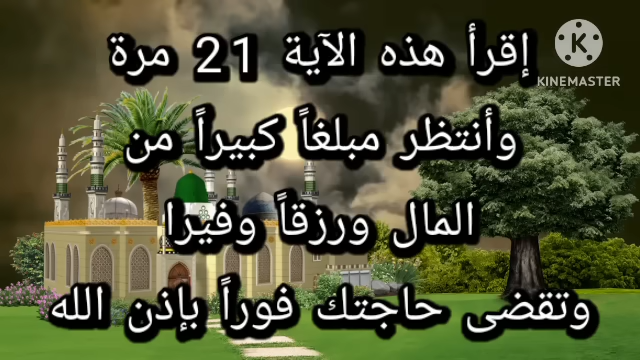 إقرأ هذه الآية 21 مرة
KINEMASTER
وأنتظر مبلغاً كبيراً من
المال ورزقاً وفيرا
وتقضى حاجتك فوراً بإذن الله